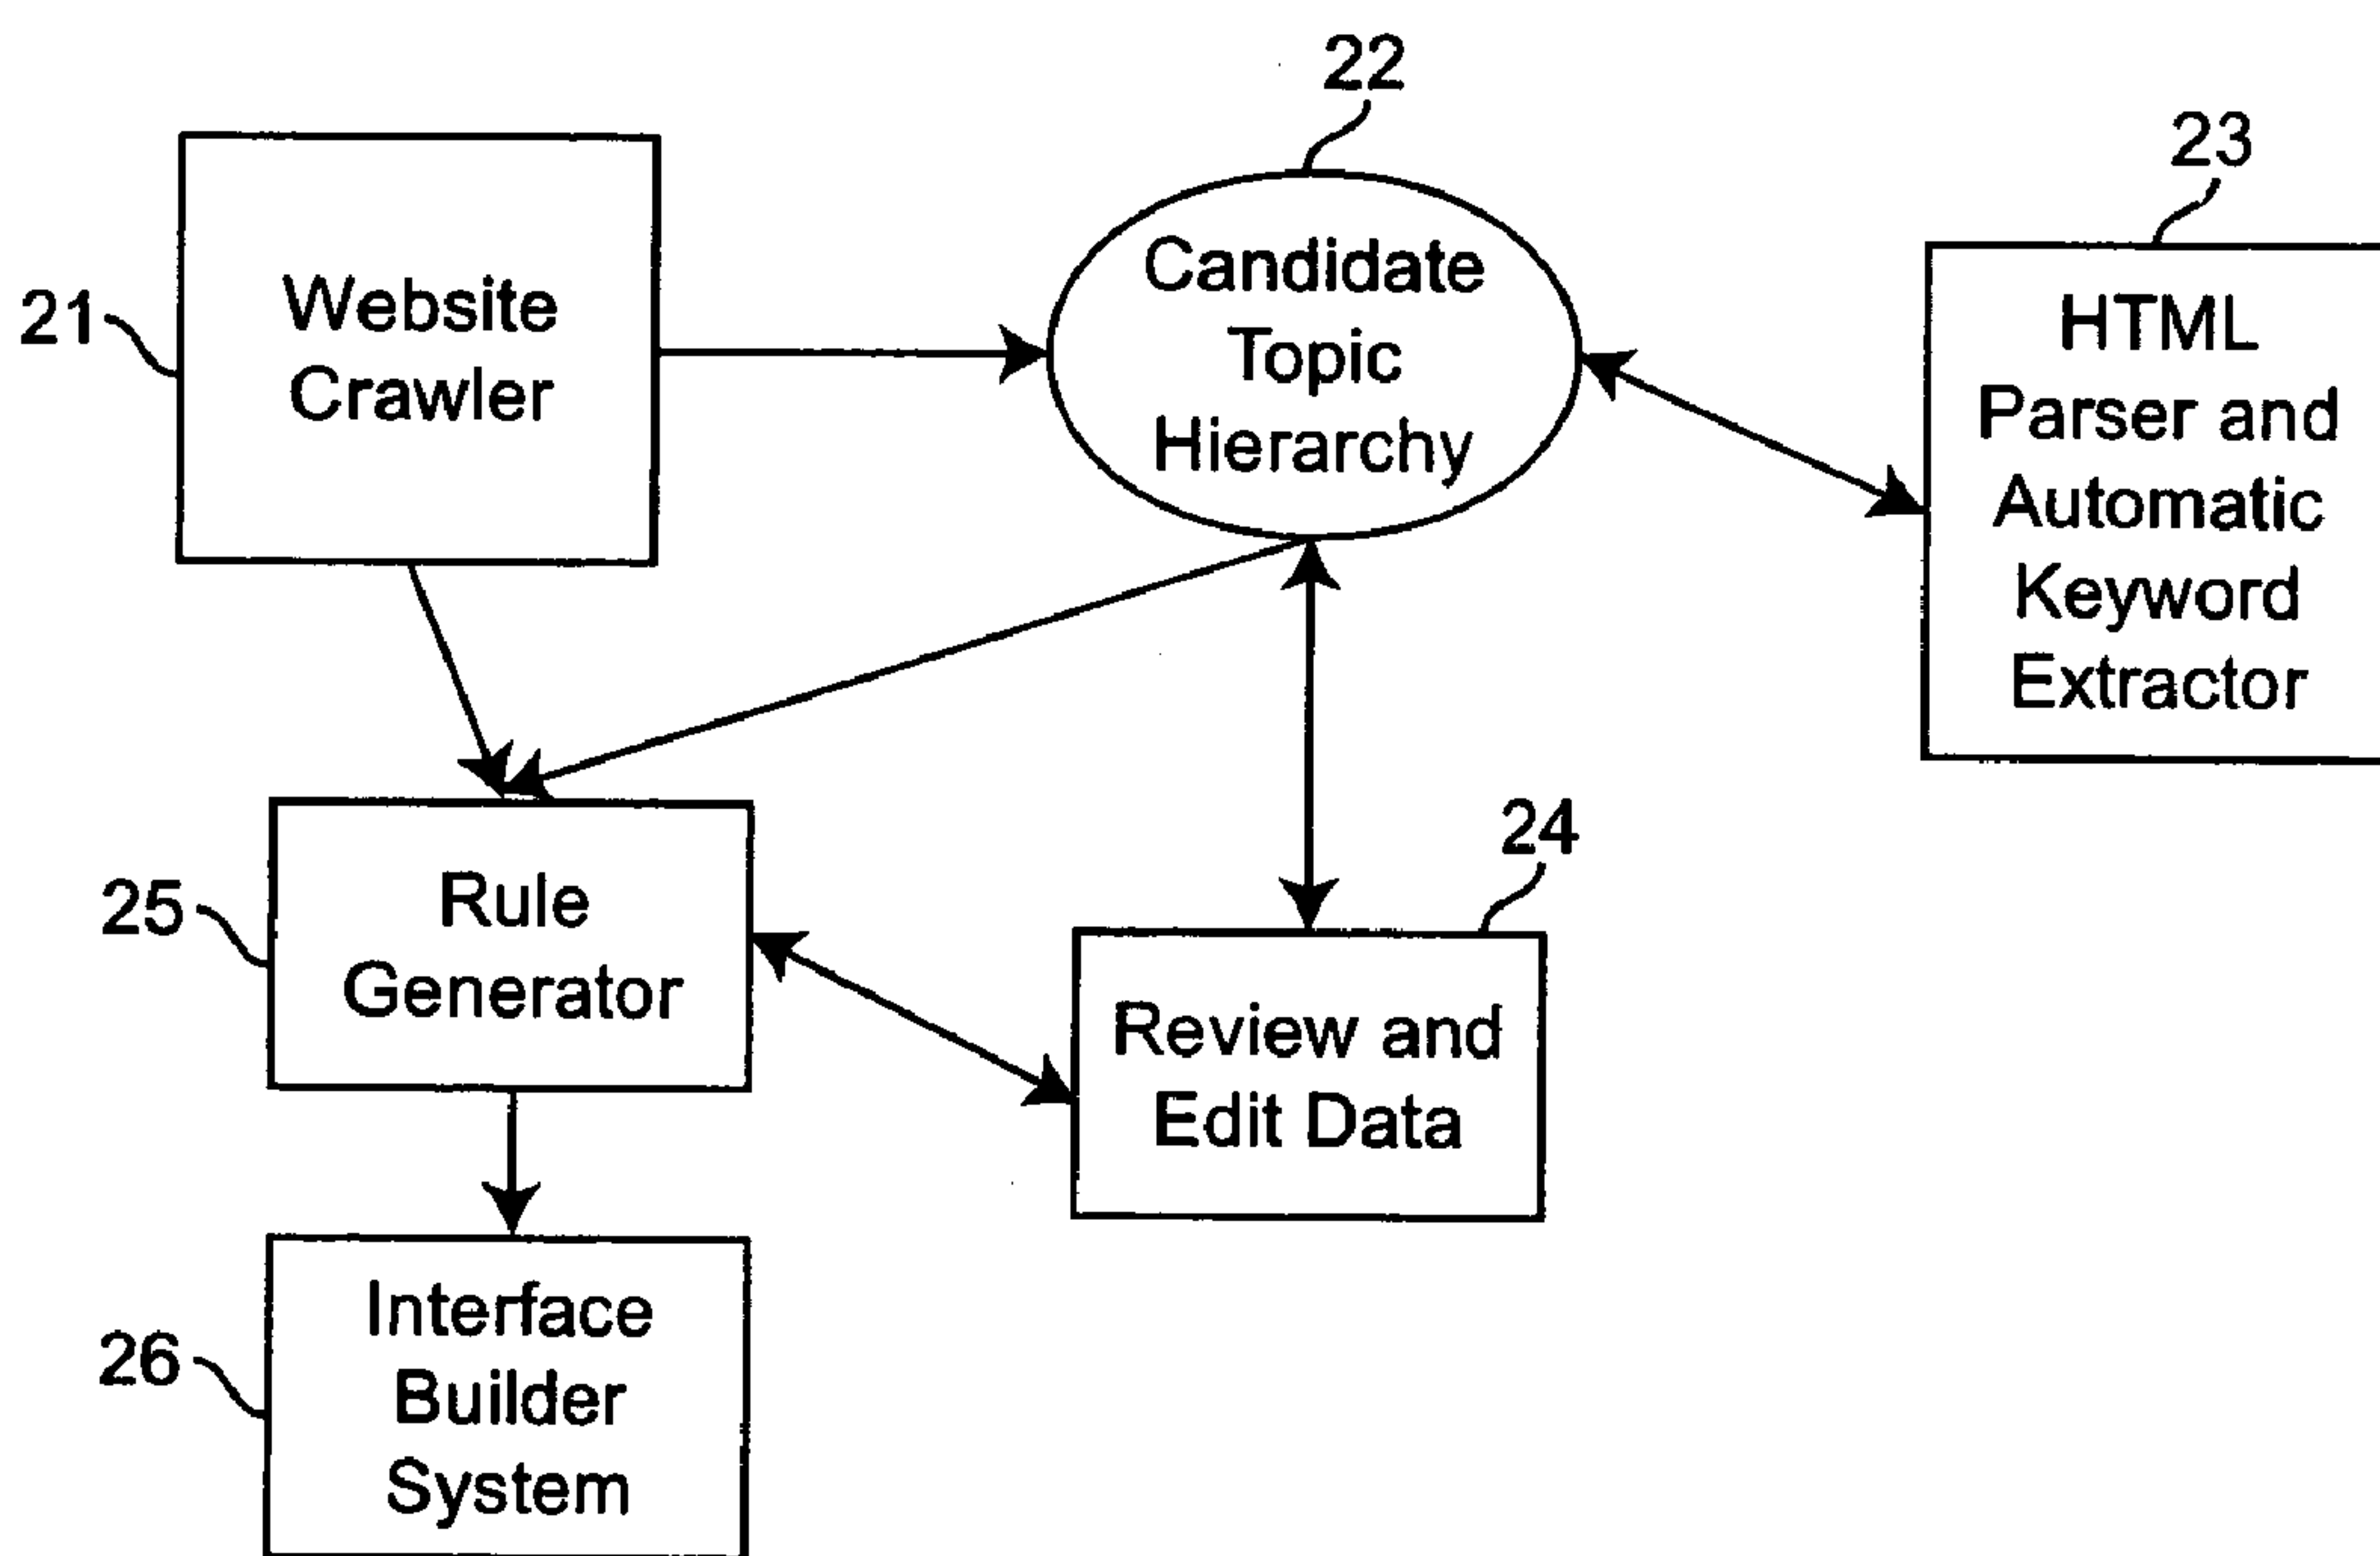 22
23
21
Website
Crawler
Candidate
Topic
Hierarchy
HTML
Parser and
Automatic
Keyword
Extractor
24
25
Rule
Generator
Review and
Edit Data
26
Interface
Builder
System